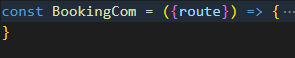 const BookingCom = ({route}) => {...
}